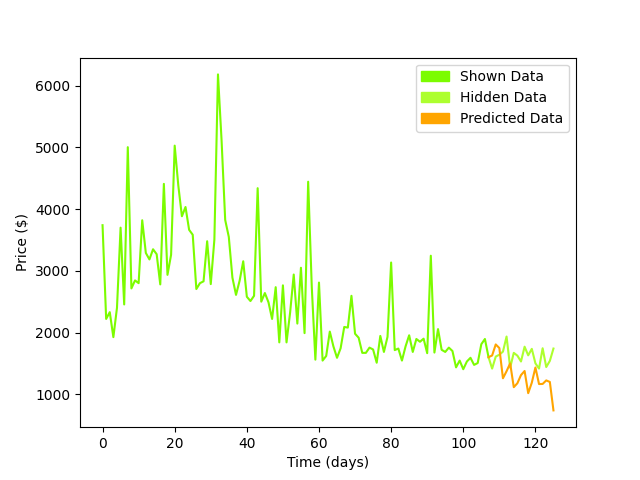 Shown Data
Hidden Data
Predicted Data
Price ($)
6000
5000
4000
3000
2000
1000
0 20 40 60 80 100 120
Time (days)